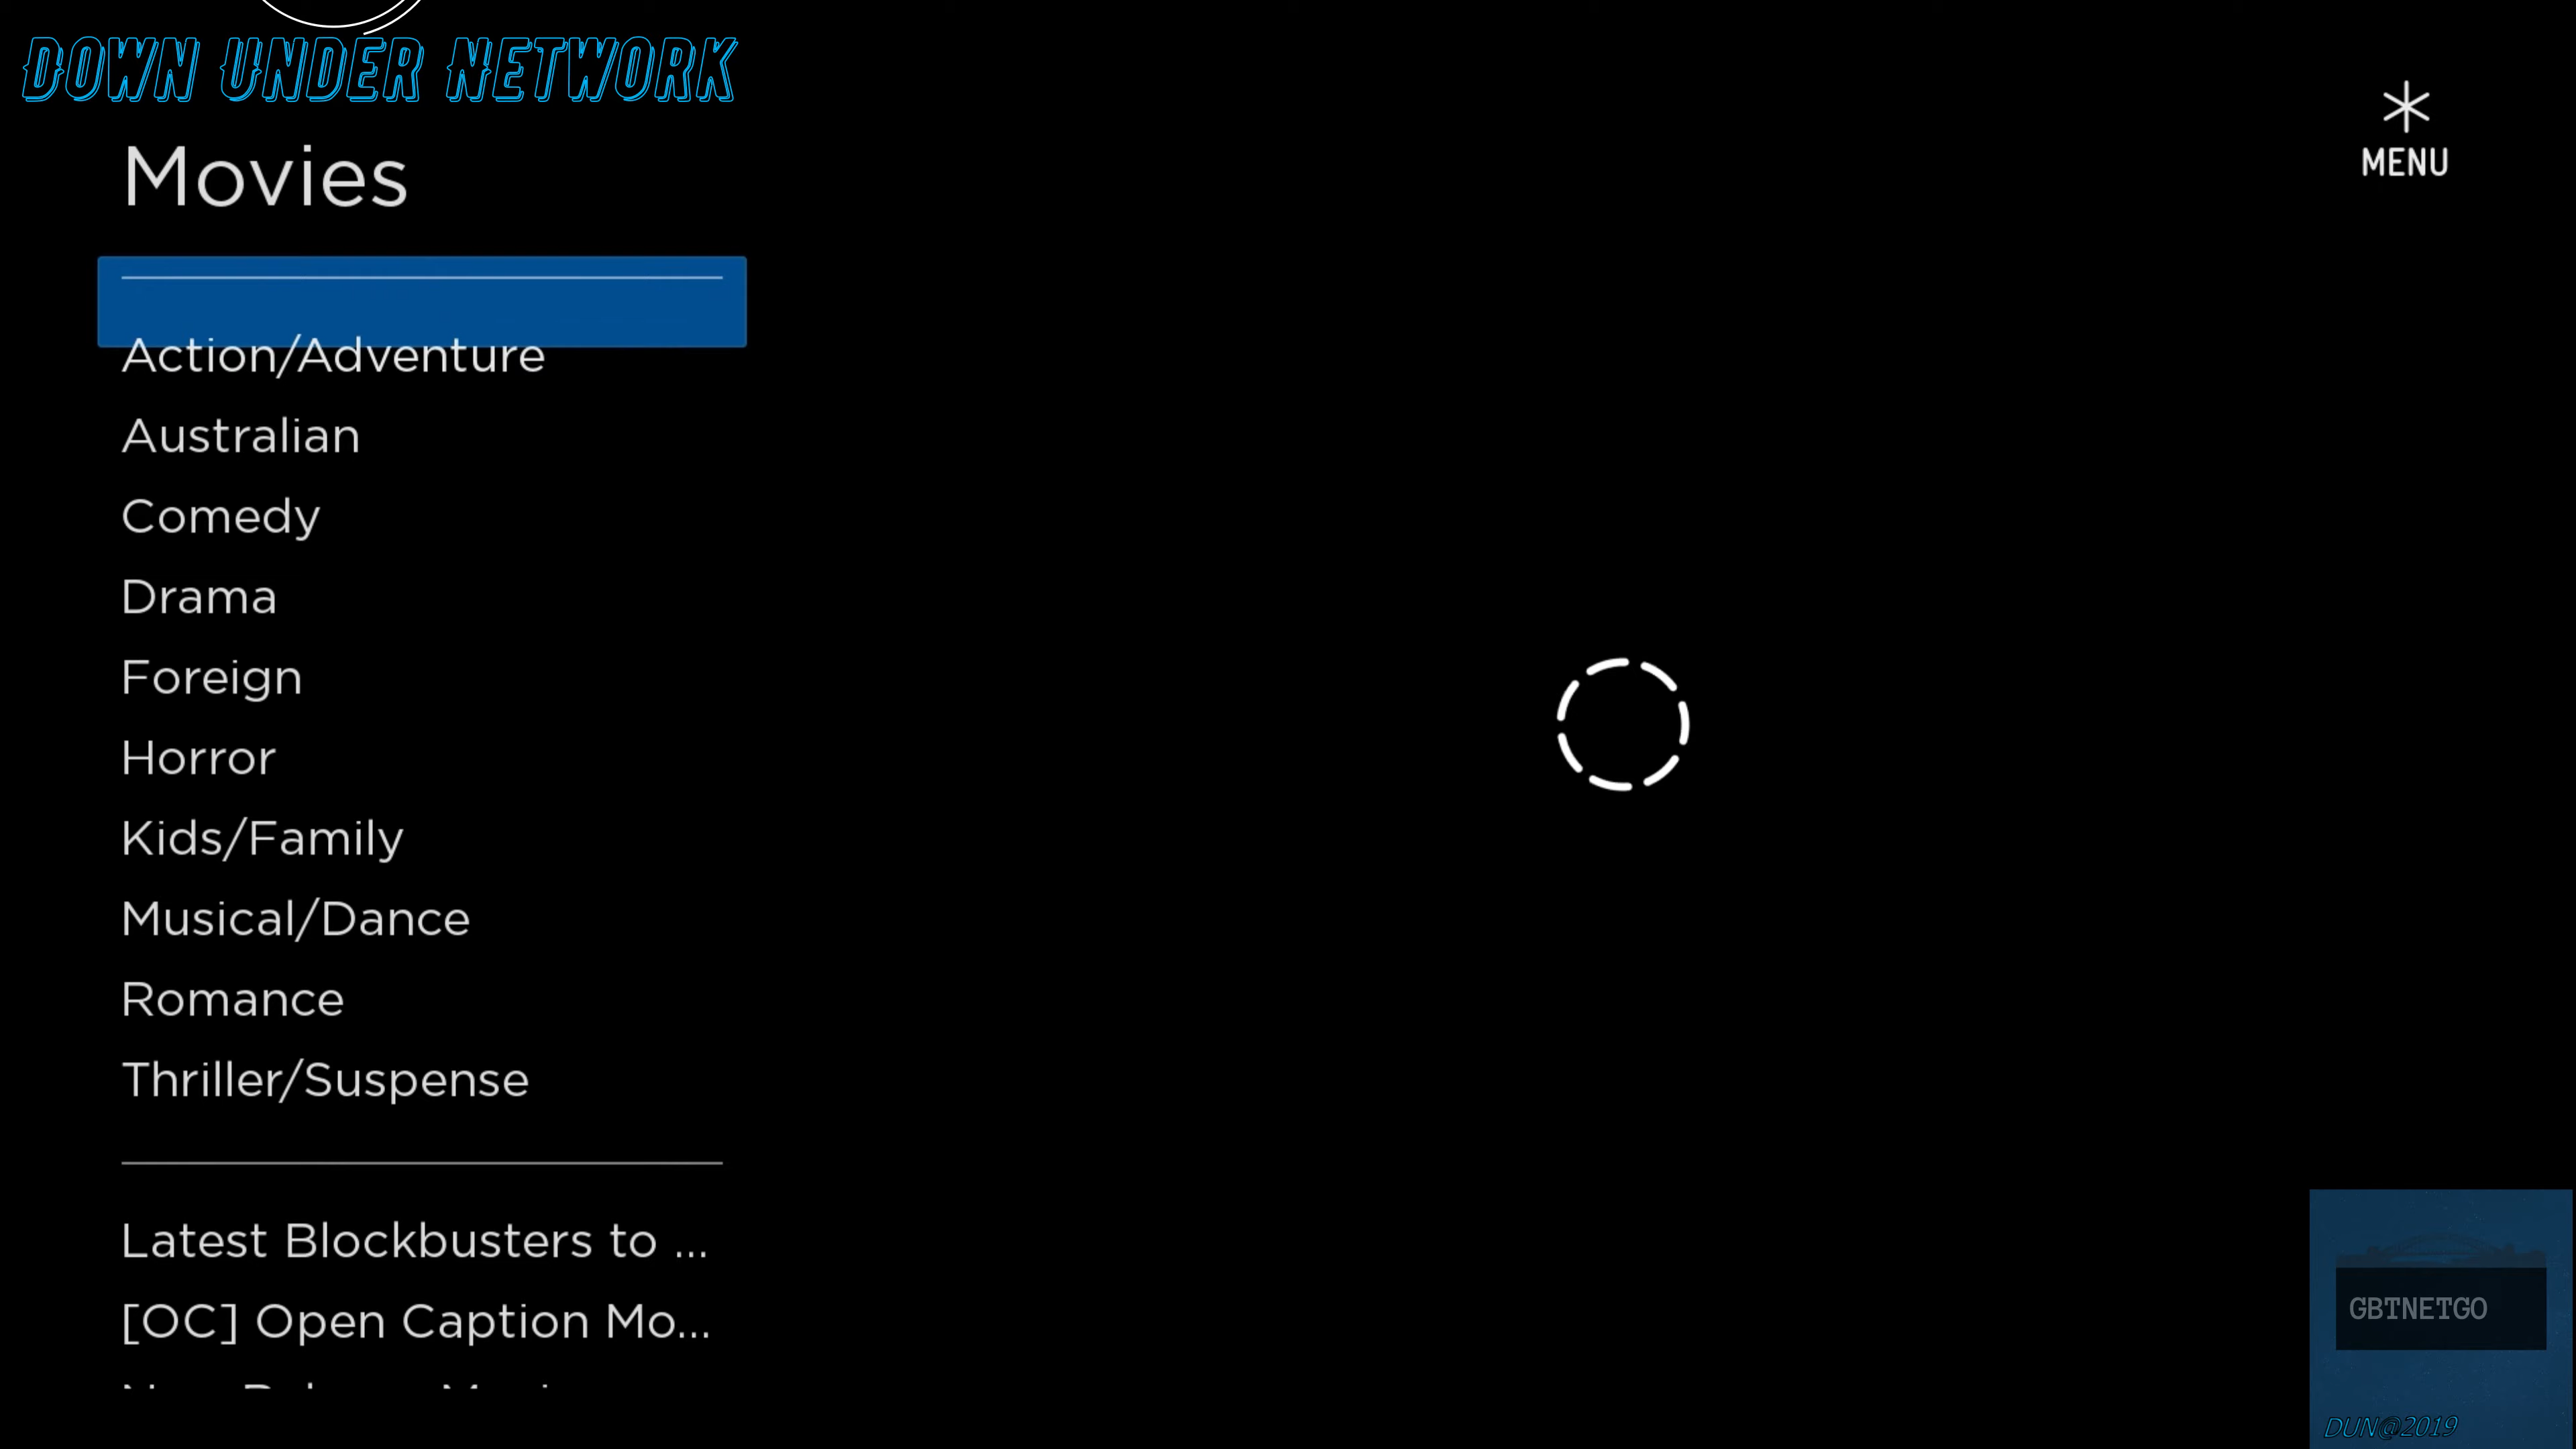 DOWN UNDER NETWORK
MENU
Movies
Action/Adventure
Australian
Comedy
Drama
Foreign
Horror
Kids/Family
Musical/Dance
Romance
Thriller/Suspense
Latest Blockbusters to ...
[OC] Open Caption Mo...
GBTNETGO
DUN@2019